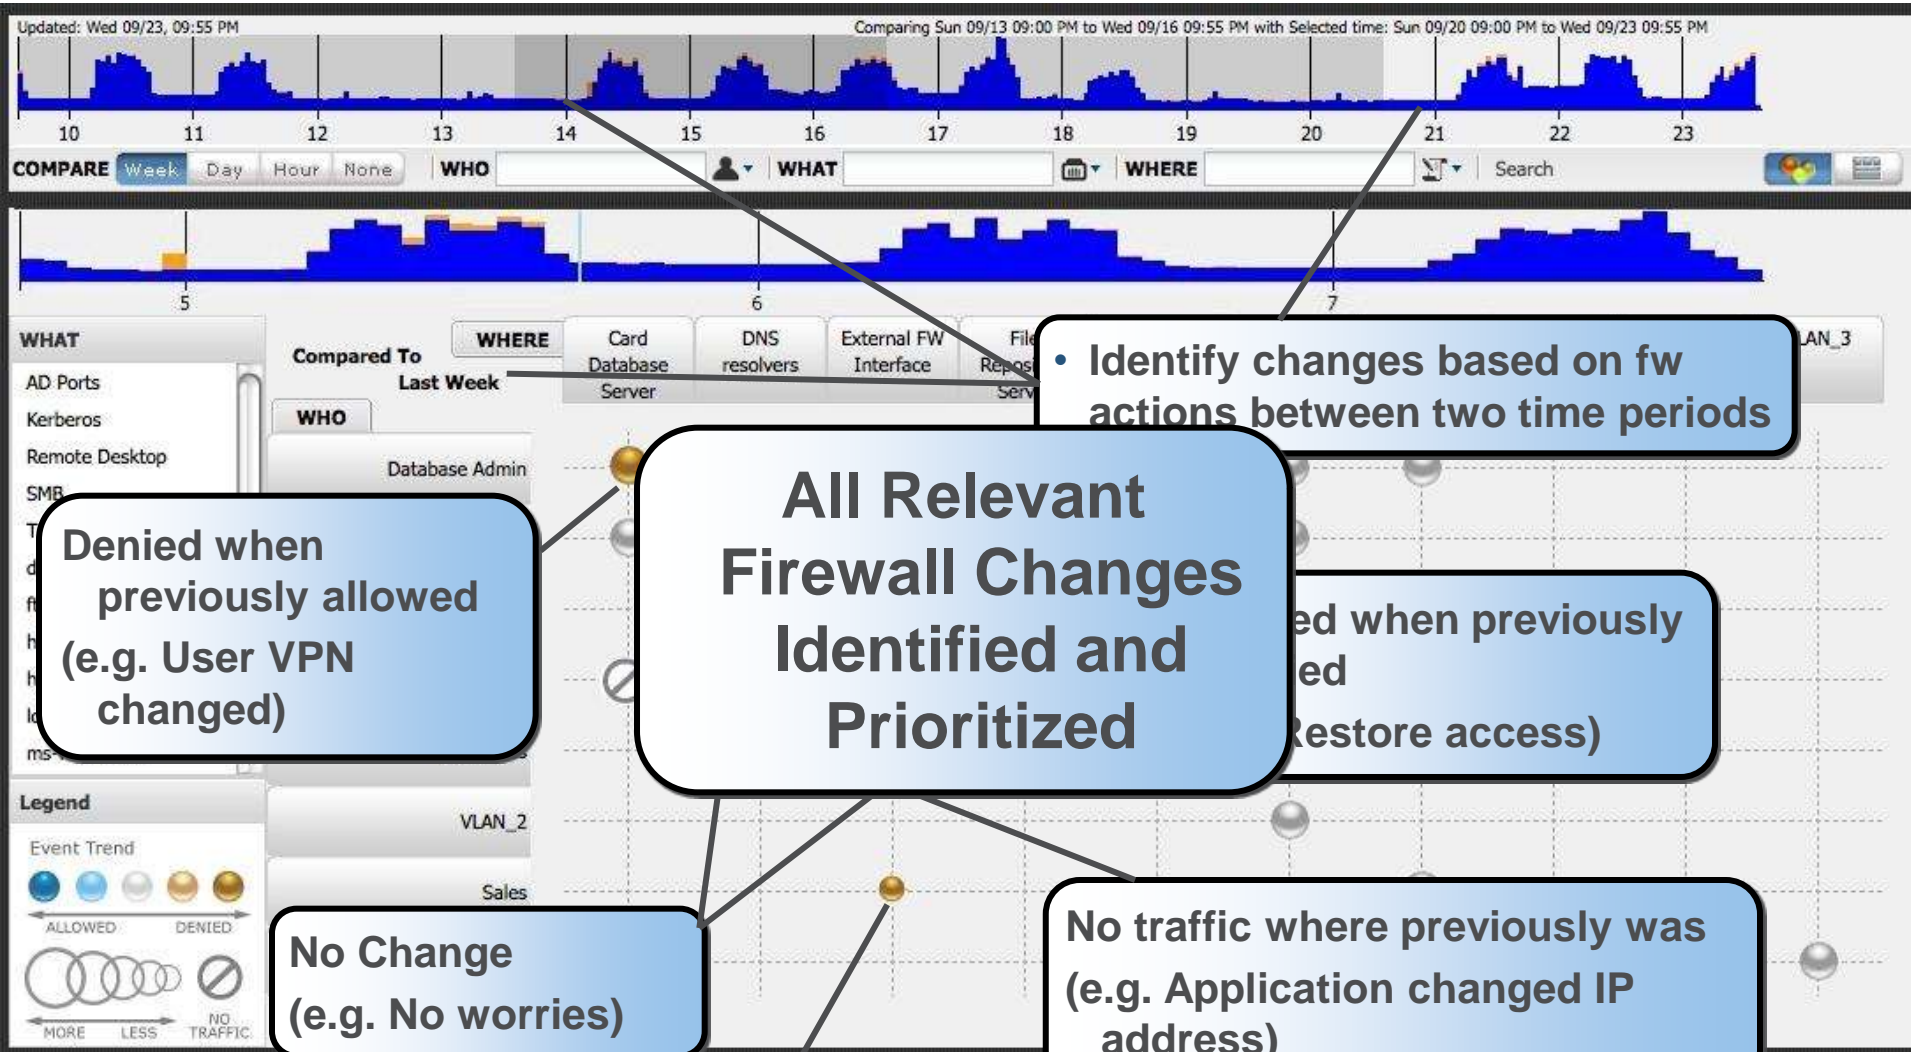 Updated: Wed 09/23, 09:55 PM
Comparing Sun 09/13 09:00 PM to Wed 09/16 09:55 PM with Selected time: Sun 09/20 09:00 PM to Wed 09/23 09:55 PM
10 11 12 13 14 15 16 17 18 19 20 21 22 23
COMPARE Week Day Hour None WHO WHAT WHERE Search
5 6 7
WHAT
AD Ports
Kerberos
Remote Desktop
SMB
Compared To
Last Week
WHERE
WHO
Card
Database
Server
DNS
resolvers
External FW
Interface
File
• Identify changes based on fw
actions between two time periods
Database Admin
All Relevant
Firewall Changes
Identified and
Prioritized
Denied when
previously allowed
(e.g. User VPN
changed)
when previously
Restore access)
Legend
Event Trend
ALLOWED DENIED
MORE LESS NO
TRAFFIC
VLAN_2
Sales
No Change
(e.g. No worries)
No traffic where previously was
(e.g. Application changed IP
address)